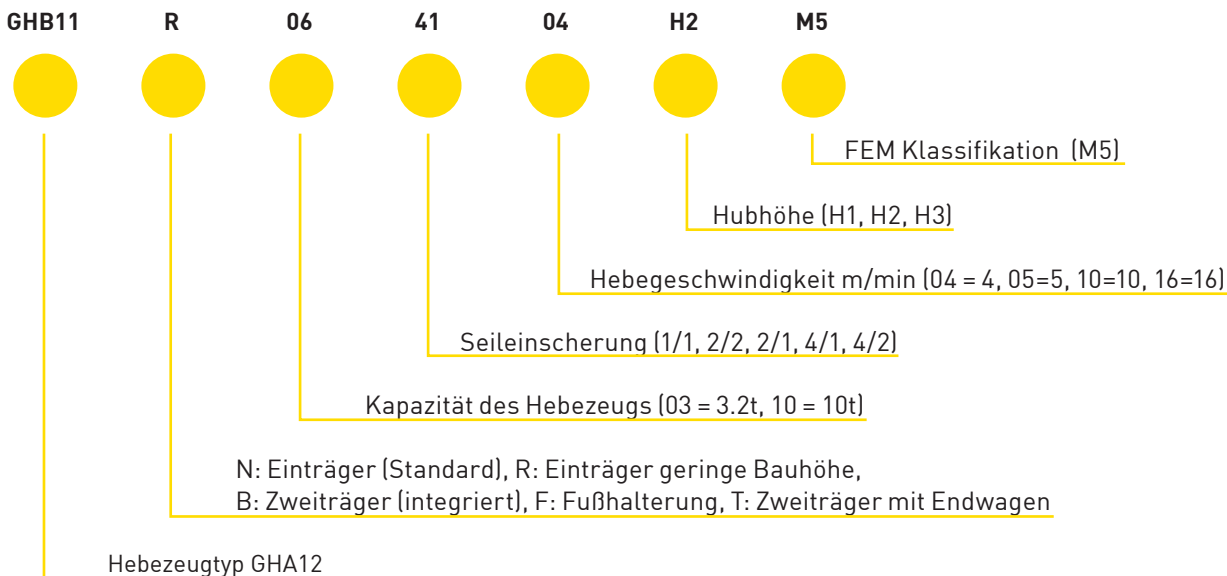 GHB11 R 06 41 04 H2 M5
FEM Klassifikation (M5)
Hubhöhe (H1, H2, H3)
Hebegeschwindigkeit m/min (04 = 4, 05=5, 10=10, 16=16)
Seileinscherung (1/1, 2/2, 2/1, 4/1, 4/2)
Kapazität des Hebezeugs (03 = 3.2t, 10 = 10t)
N: Einträger (Standard), R: Einträger geringe Bauhöhe,
B: Zweiträger (integriert), F: Fußhalterung, T: Zweiträger mit Endwagen
Hebezeugtyp GHA12